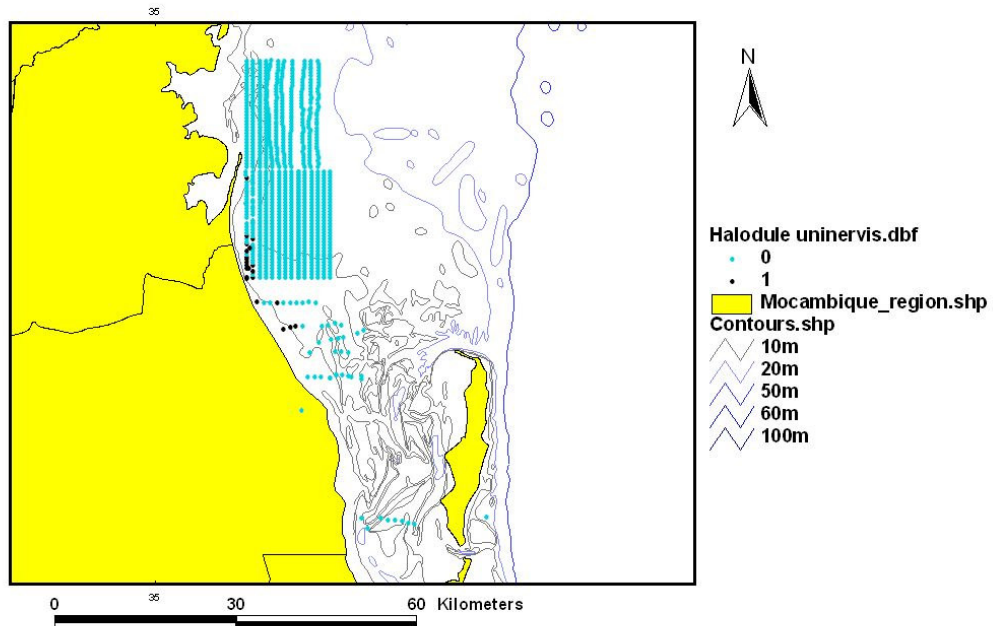 35
N
Halodule uninervis.dbf
0
1
Mocambique_region.shp
Contours.shp
10m
20m
50m
60m
100m
35
0 30 60 Kilometers